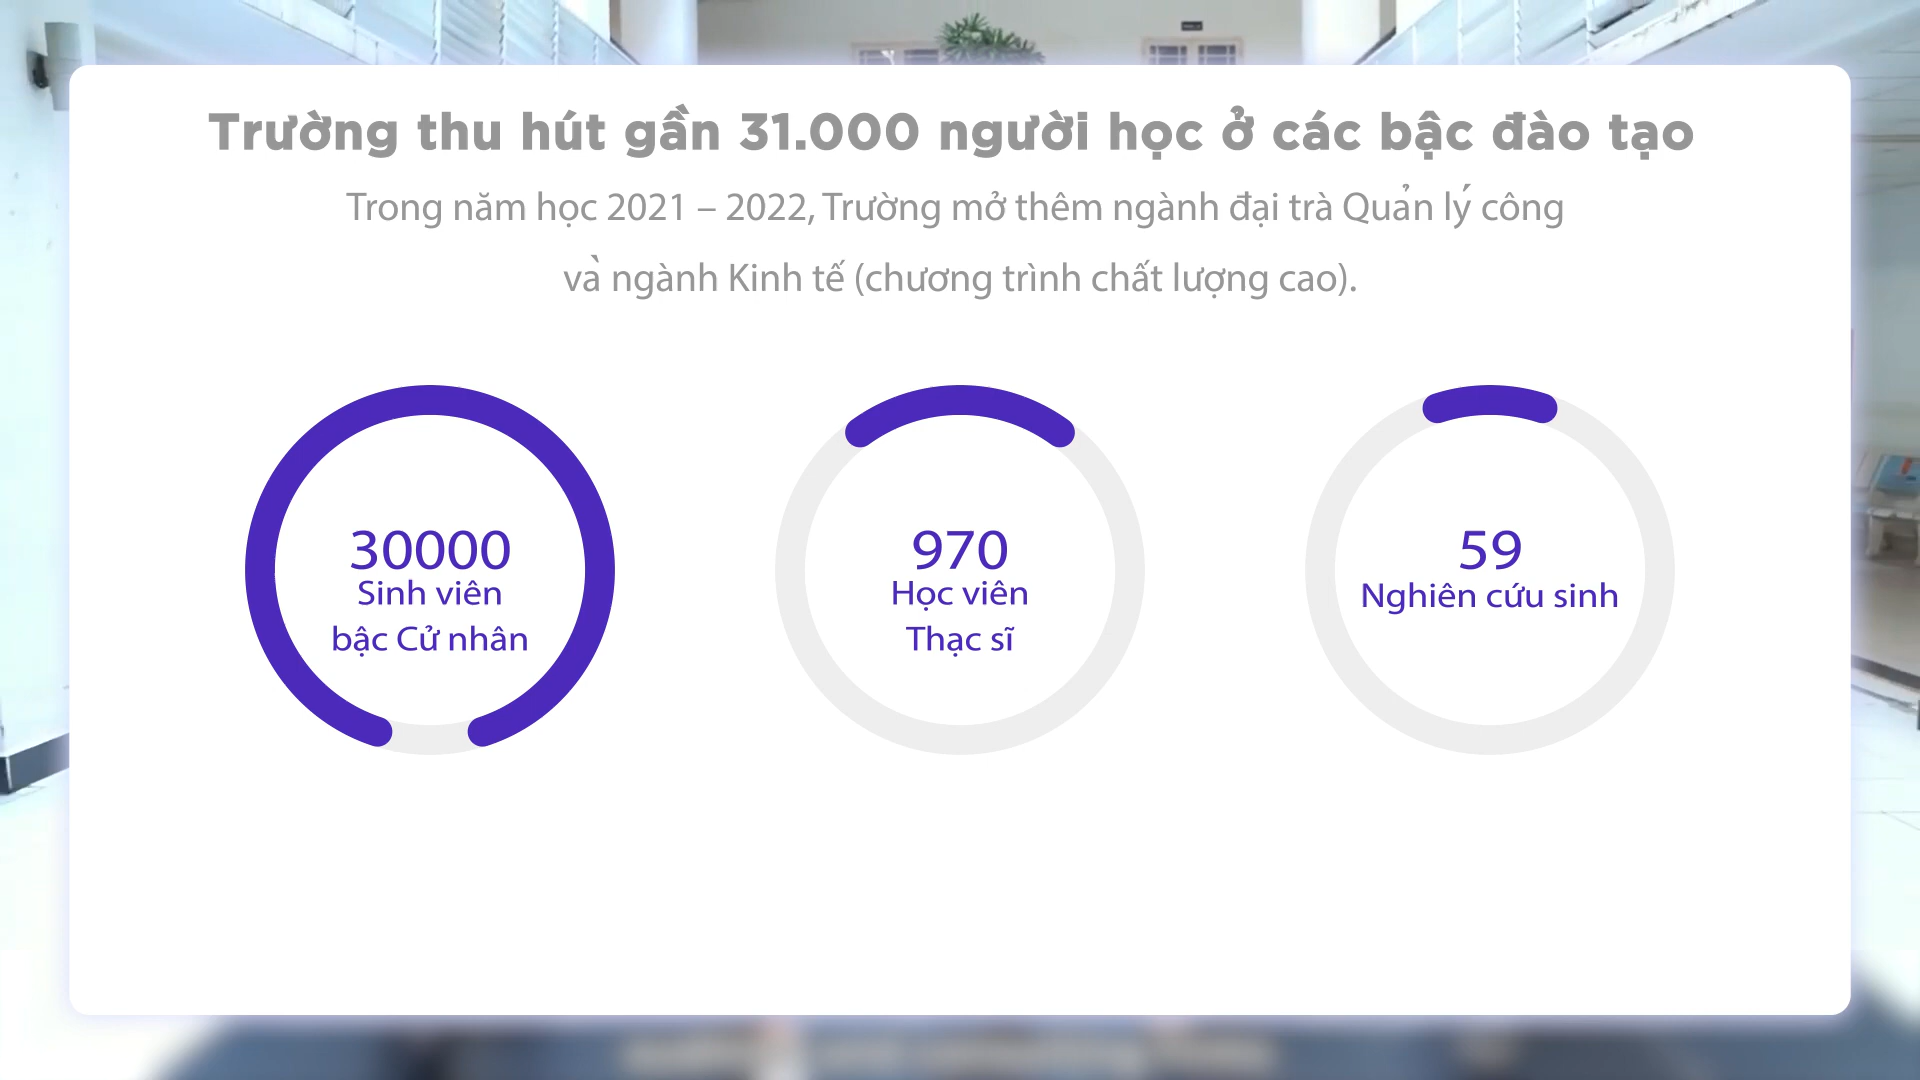 Trường thu hút gần 31.000 người học ở các bậc đào tạo
Trong năm học 2021 – 2022, Trường mở thêm ngành đại trà Quản lý công
và ngành Kinh tế (chương trình chất lượng cao).
30000
Sinh viên
bậc Cử nhân
970
Học viên
Thạc sĩ
59
Nghiên cứu sinh